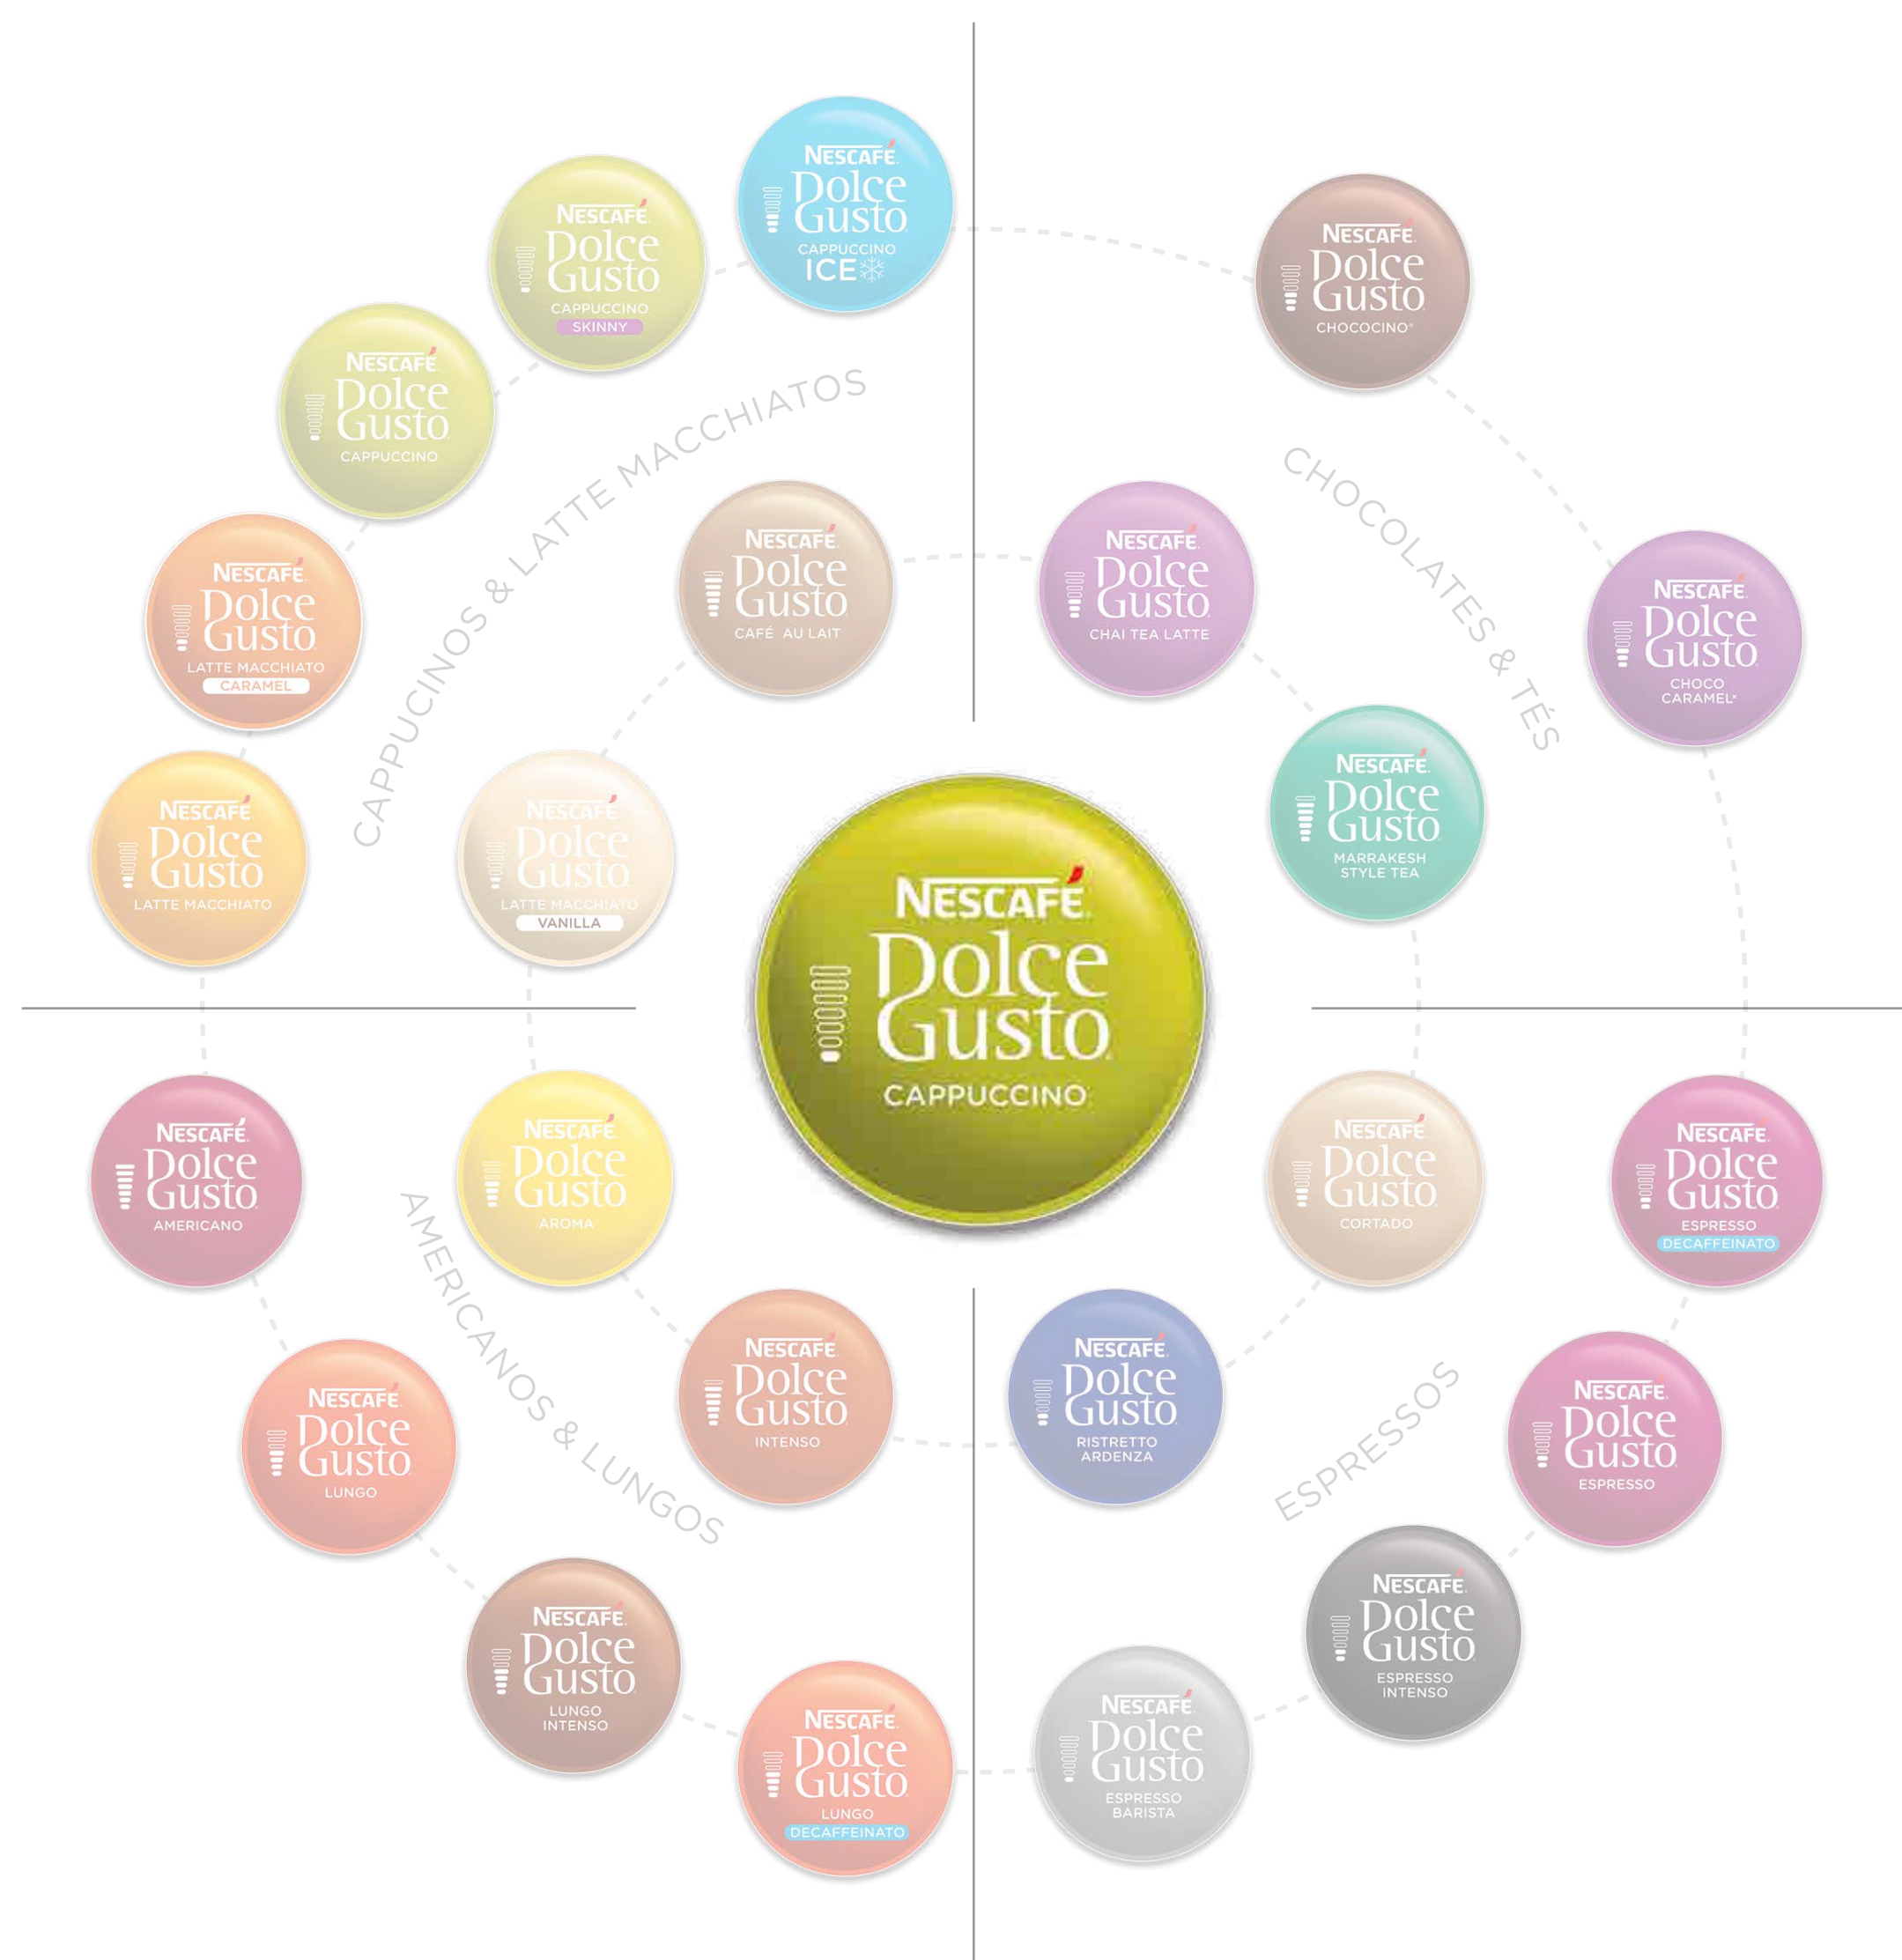 NESCAFÉ.
Dolce
Gusto
CAPPUCCINO
ICE
NESCAFÉ.
Dolce
Gusto
CAPPUCCINO
SKINNY
NESCAFÉ.
Dolce
Gusto
CAPPUCCINO
NESCAFÉ.
Dolce
Gusto
LATTE MACCHIATO
CARAMEL
NESCAFÉ.
Dolce
Gusto
LATTE MACCHIATO
CAPPUCINOS & LATTE MACCHIATOS
NESCAFÉ.
Dolce
Gusto
CAFÉ AU LAIT
NESCAFÉ.
Dolce
Gusto
LATTE MACCHIATO
VANILLA
NESCAFÉ.
Dolce
Gusto
CHOCOCINO®
CHOCOLATES & TÉS
NESCAFÉ.
Dolce
Gusto
CHOCO
CARAMEL*
NESCAFÉ.
Dolce
Gusto
CHAI TEA LATTE
NESCAFÉ.
Dolce
Gusto
MARRAKESH
STYLE TEA
NESCAFÉ.
Dolce
Gusto
CAPPUCCINO
NESCAFÉ.
Dolce
Gusto
AMERICANO
NESCAFÉ.
Dolce
Gusto
AROMA
AMERICANOS & LUNGOS
NESCAFÉ.
Dolce
Gusto
INTENSO
NESCAFÉ.
Dolce
Gusto
LUNGO
NESCAFÉ.
Dolce
Gusto
LUNGO
INTENSO
NESCAFÉ.
Dolce
Gusto
LUNGO
DECAFFEINATO
NESCAFÉ.
Dolce
Gusto
CORTADO
NESCAFÉ.
Dolce
Gusto
ESPRESSO
DECAFFEINATO
NESCAFÉ.
Dolce
Gusto
RISTRETTO
ARDENZA
ESPRESSOS
NESCAFÉ.
Dolce
Gusto
ESPRESSO
NESCAFÉ.
Dolce
Gusto
ESPRESSO
INTENSO
NESCAFÉ.
Dolce
Gusto
ESPRESSO
BARISTA